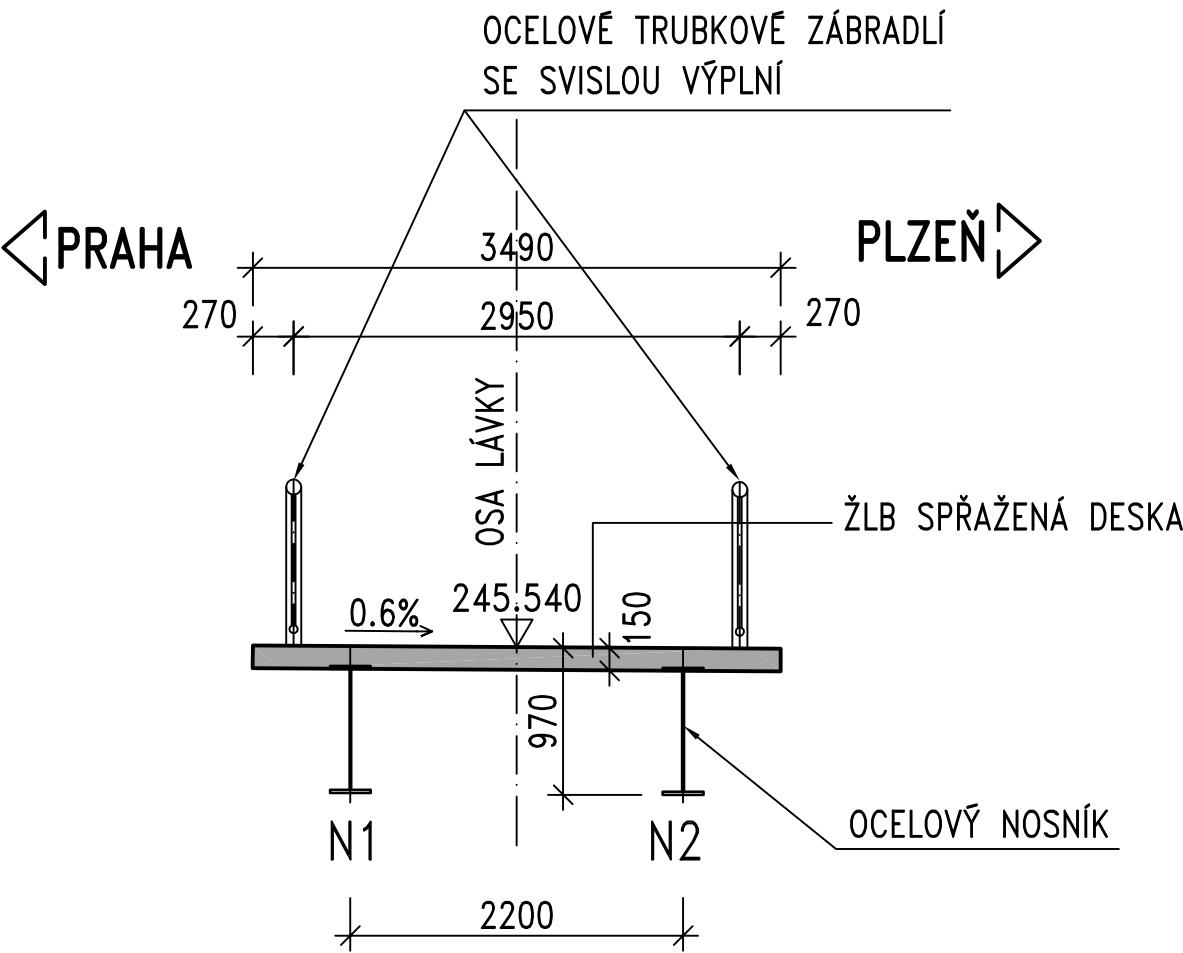 OCELOVÉ TRUBKOVÉ ZÁBRADLÍ
SE SVISLOU VÝPLNÍ
PRAHA
PLZEŇ
3490
270
2950
270
OSA LÁVKY
ŽLB SPŘAŽENÁ DESKA
0.6%
245.540
150
970
OCELOVÝ NOSNÍK
N1
N2
2200